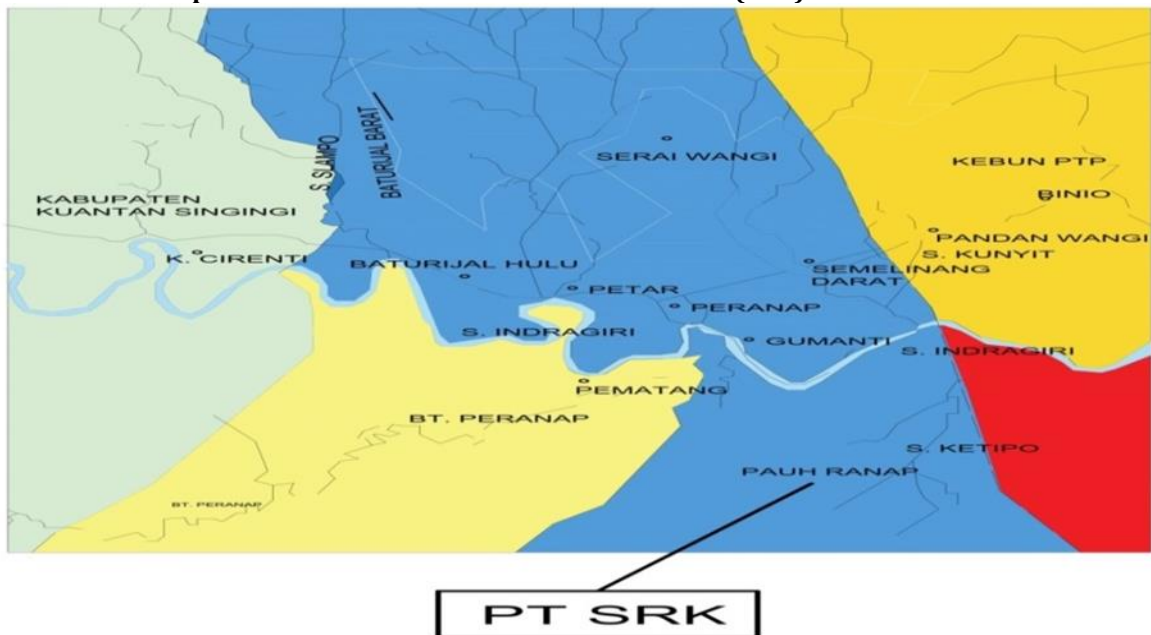 S SLAMPO
BATURIJAL BARAT
SERAI WANGI
KEBUN PTP
BINIO
KABUPATEN
KUANTAN SINGINGI
PANDAN WANGI
S. KUNYIT
K. CIRENTI
BATURIJAL HULU
SEMELINANG
DARAT
PETAR
PERANAP
S. INDRAGIRI
GUMANTI
S. INDRAGIRI
PEMATANG
BT. PERANAP
S. KETIPO
PAUH RANAP
BT. PERANAP
PT SRK